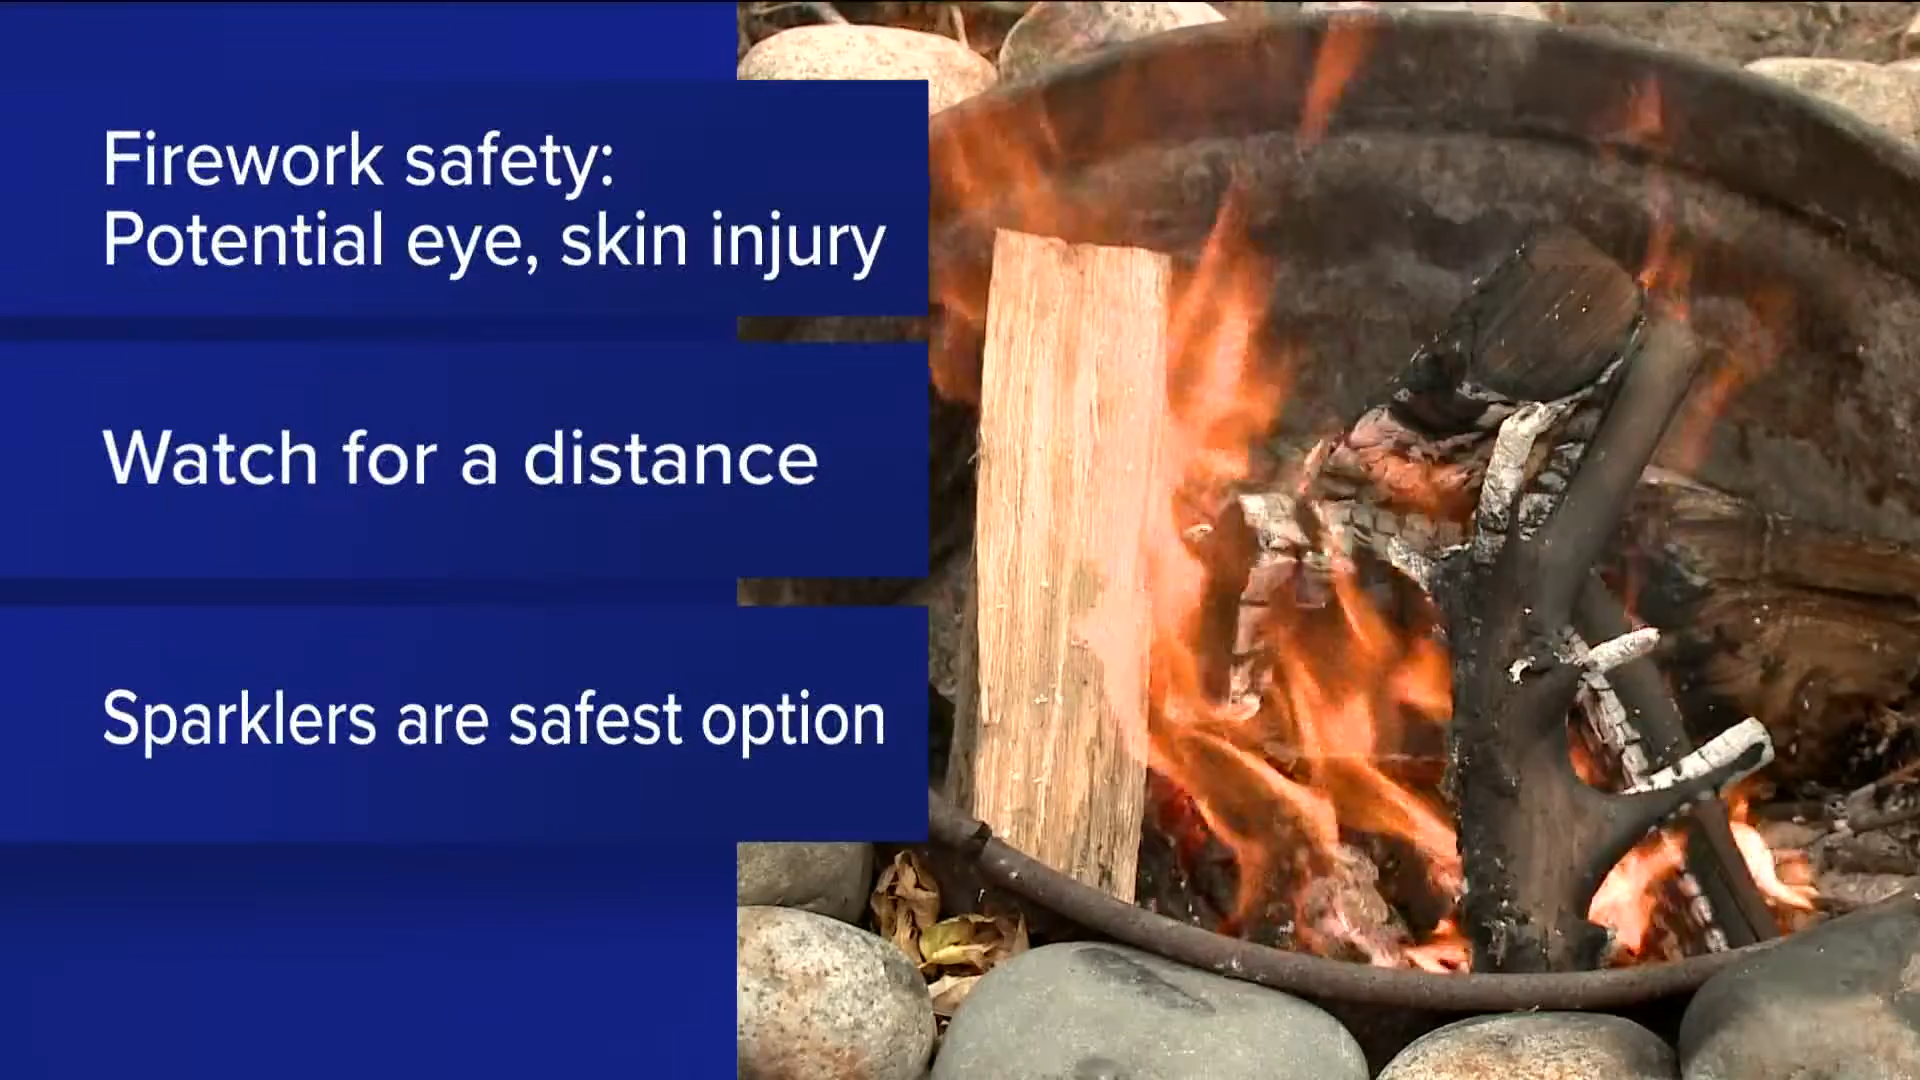 Firework safety:
Potential eye, skin injury
Watch for a distance
Sparklers are safest option